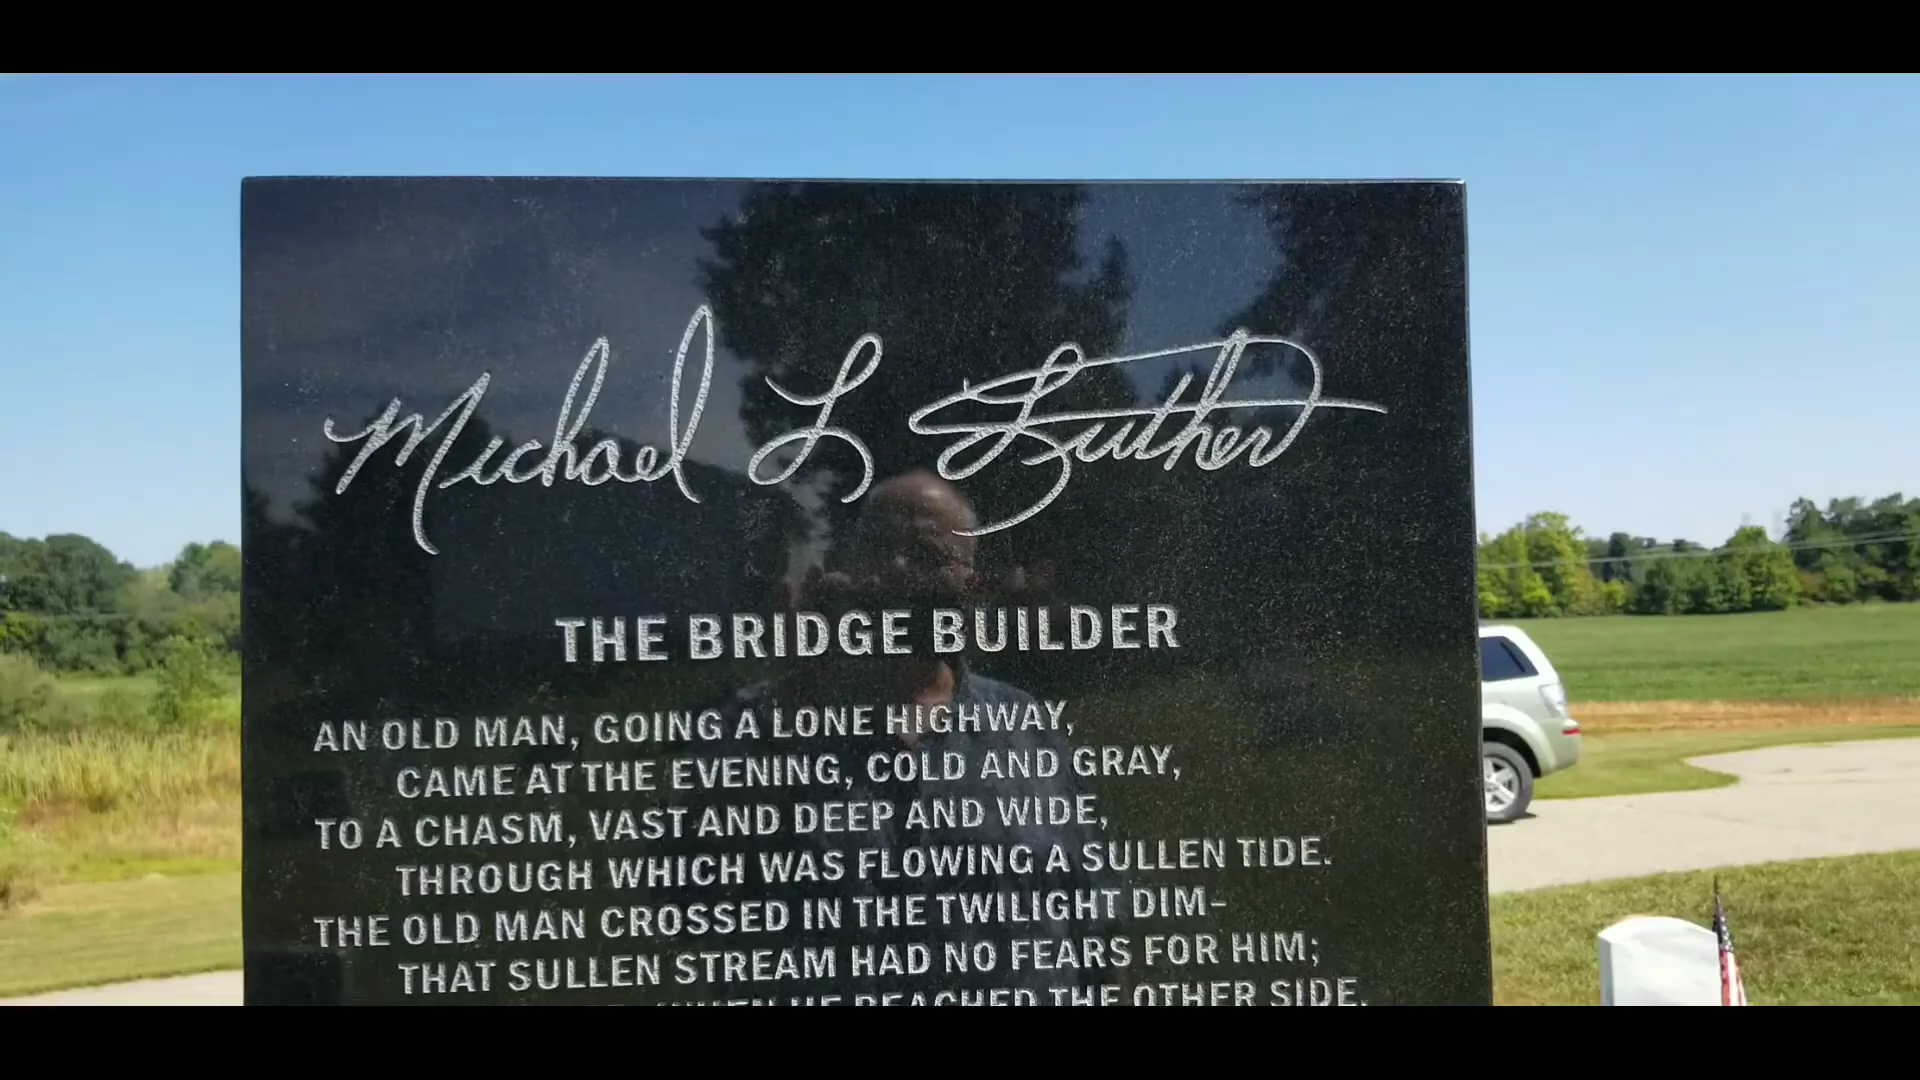 Michael L Luther
THE BRIDGE BUILDER
AN OLD MAN, GOING A LONE HIGHWAY,
CAME AT THE EVENING, COLD AND GRAY,
TO A CHASM, VAST AND DEEP AND WIDE,
THROUGH WHICH WAS FLOWING A SULLEN TIDE.
THE OLD MAN CROSSED IN THE TWILIGHT DIM-
THAT SULLEN STREAM HAD NO FEARS FOR HIM;
WHEN HE REACHED THE OTHER SIDE,